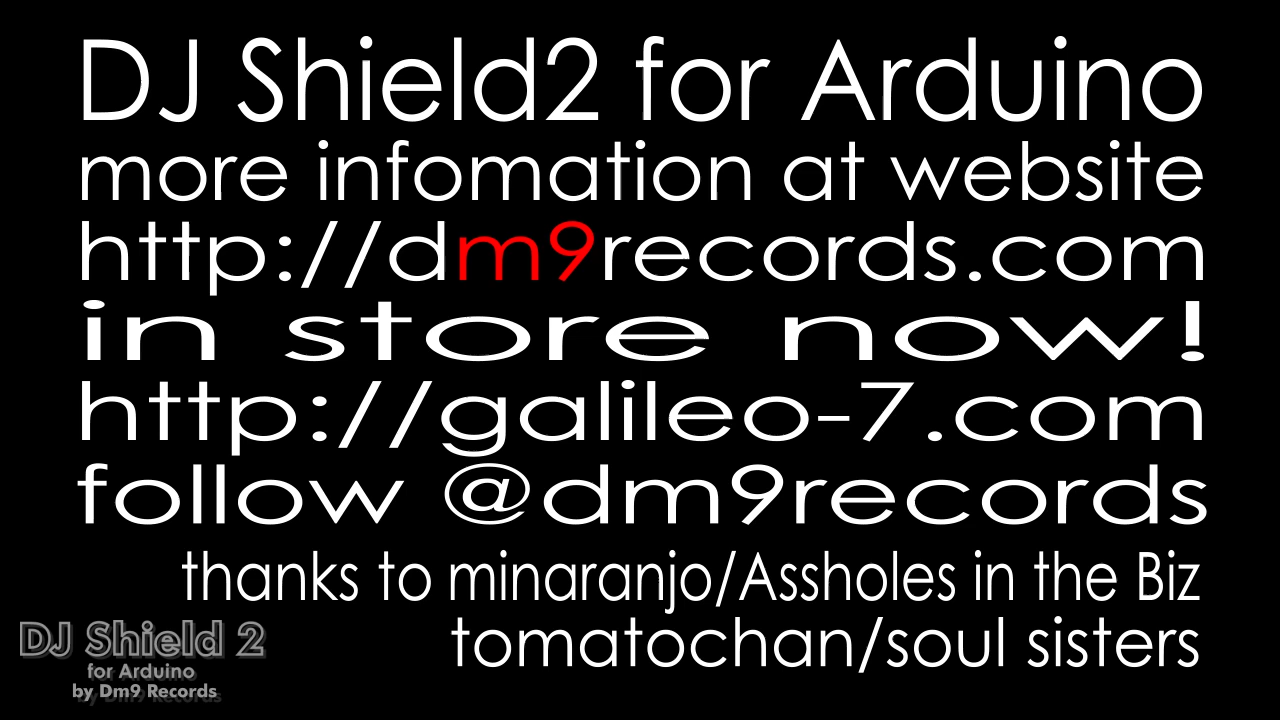 DJ Shield2 for Arduino
more infomation at website
http://dm9records.com
in store now!
http://galileo-7.com
follow @dm9records
thanks to minaranjo/Assholes in the Biz
tomatochan/soul sisters
DJ Shield 2
for Arduino
by Dm9 Records